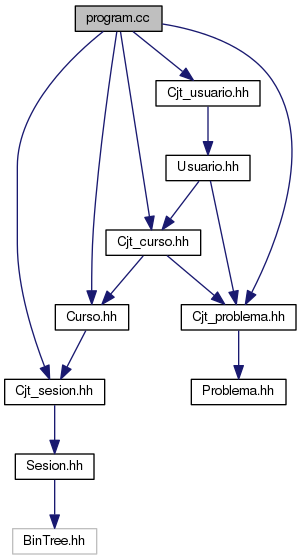 program.cc
Cjt_usuario.hh
Usuario.hh
Cjt_curso.hh
Curso.hh
Cjt_problema.hh
Cjt_sesion.hh
Problema.hh
Sesion.hh
BinTree.hh